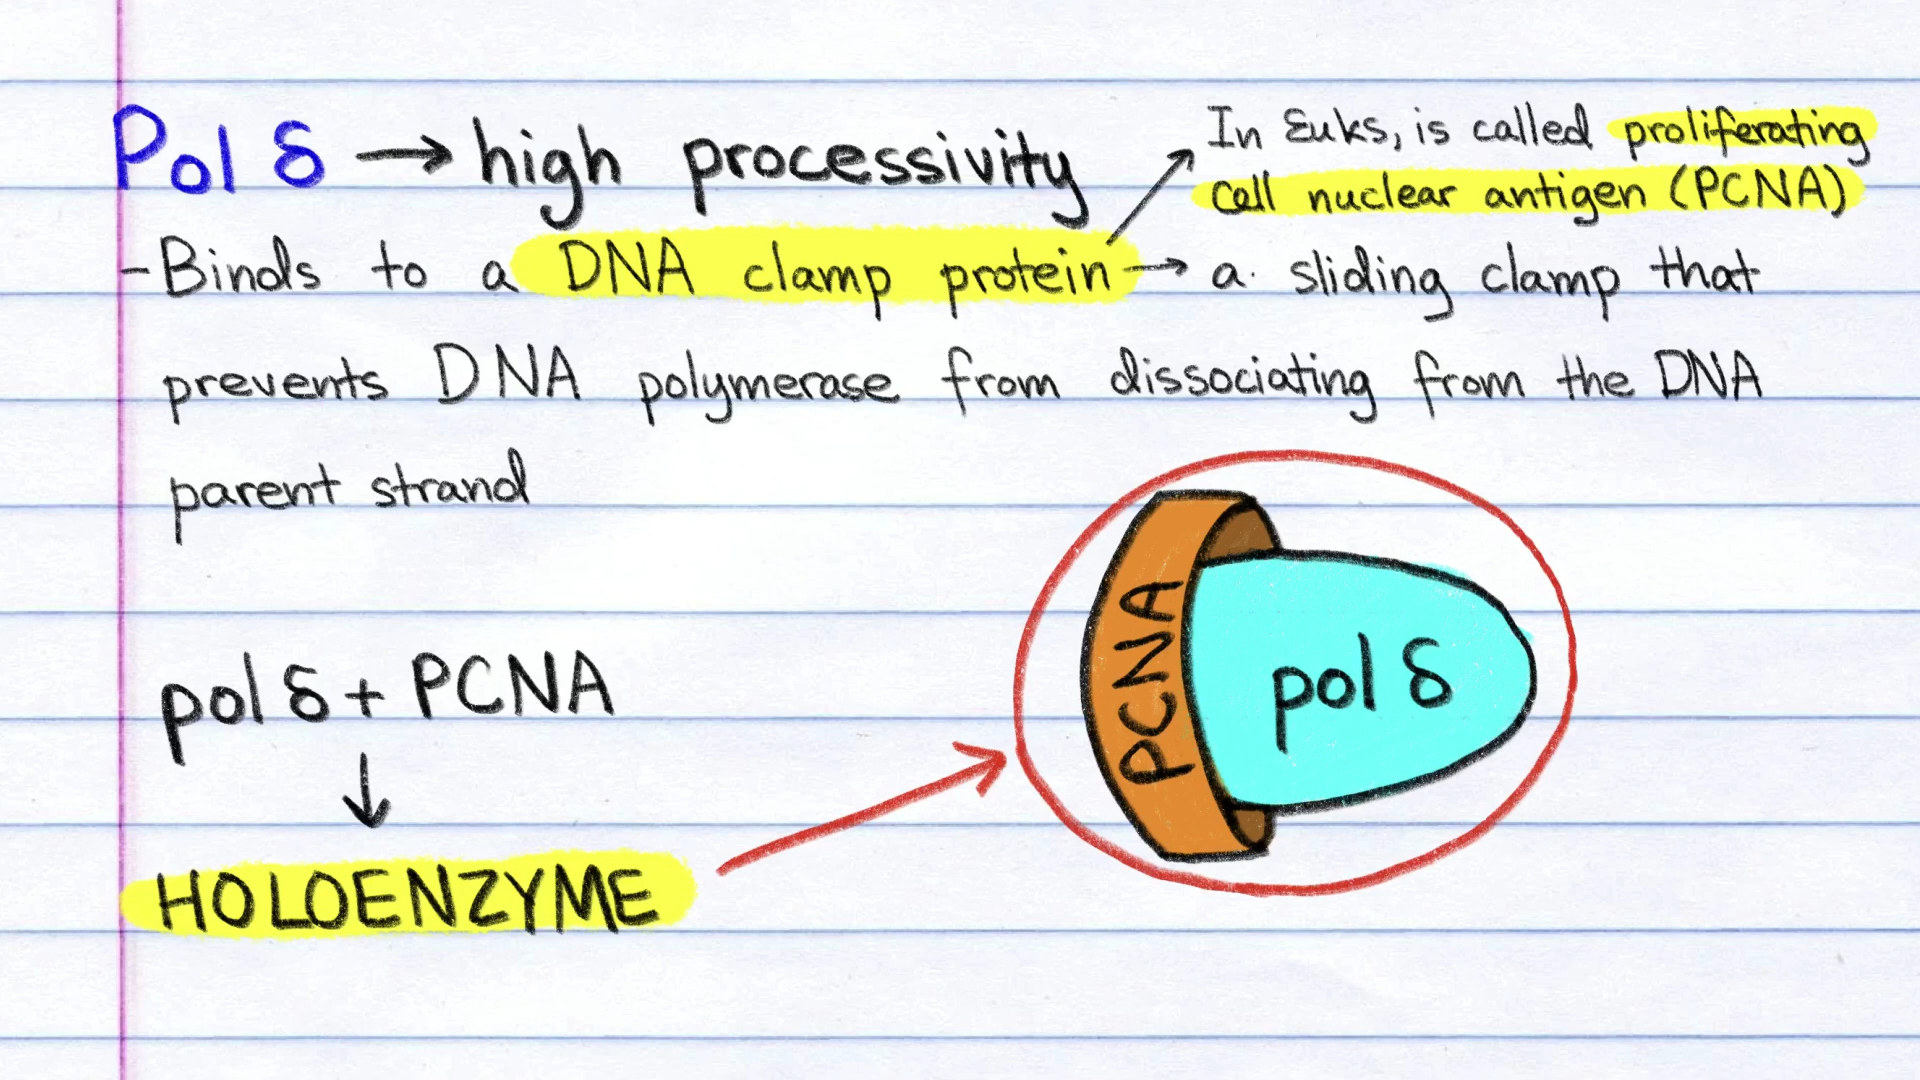 Pol δ → high processivity
In Euks, is called proliferating
cell nuclear antigen (PCNA)
- Binds to a DNA clamp protein → a sliding clamp that
prevents DNA polymerase from dissociating from the DNA
parent strand
pol δ + PCNA
↓
HOLOENZYME
PCNA
pol δ